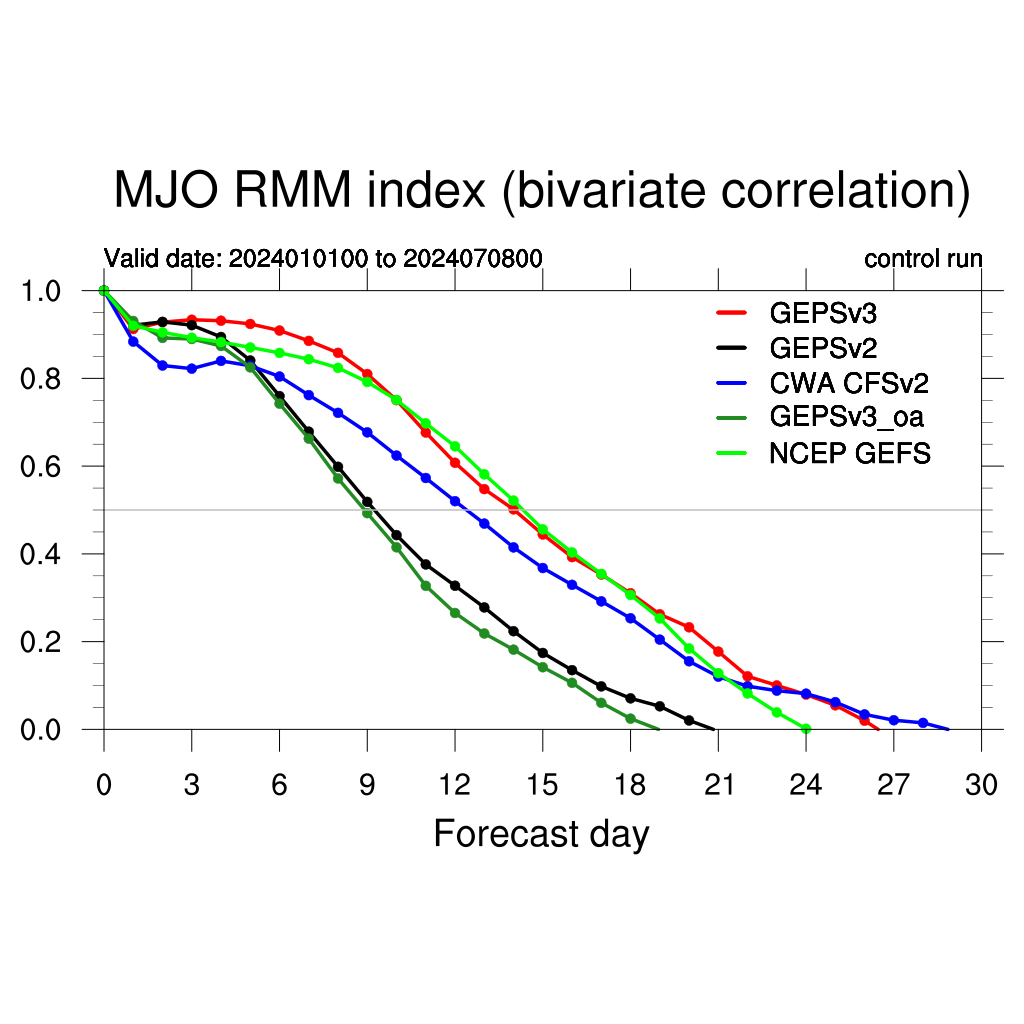 MJO RMM index (bivariate correlation)
Valid date: 2024010100 to 2024070800 control run
1.0
0.8
0.6
0.4
0.2
0.0
GEPSv3
GEPSv2
CWA CFSv2
GEPSv3_oa
NCEP GEFS
0 3 6 9 12 15 18 21 24 27 30
Forecast day